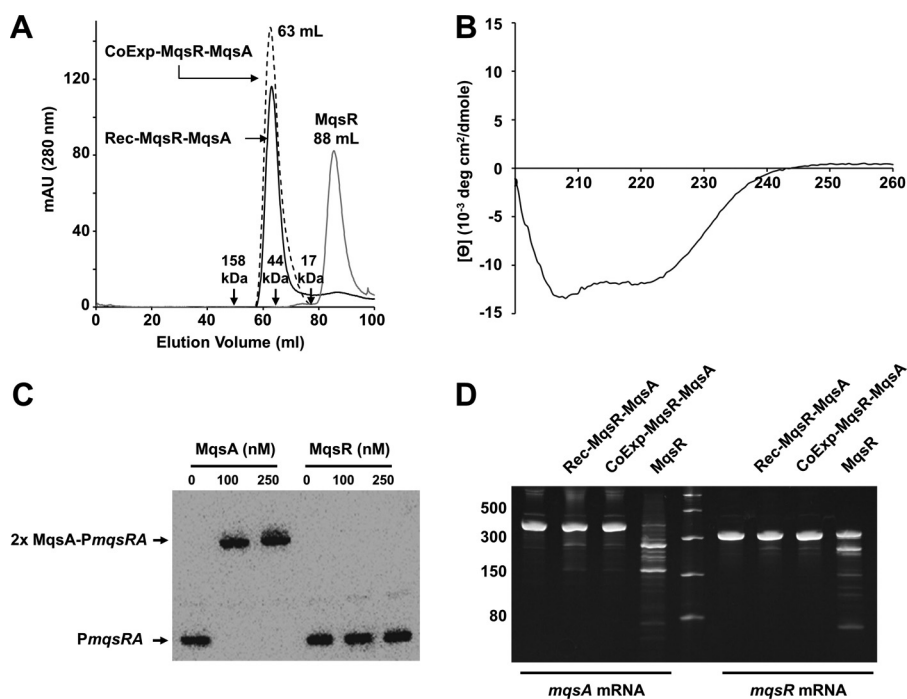 A
CoExp-MqsR-MqsA
63 mL
Rec-MqsR-MqsA
MqsR
88 mL
158
kDa
44
kDa
17
kDa
mAU (280 nm)
120
80
40
0
0 20 40 60 80 100
Elution Volume (ml)
B
[Θ] (10⁻³ deg cm²/dmole)
15
10
5
0
-5
-10
-15
210 220 230 240 250 260
C
MqsA (nM) MqsR (nM)
0 100 250 0 100 250
2x MqsA-PmqsRA
PmqsRA
D
Rec-MqsR-MqsA
CoExp-MqsR-MqsA
MqsR
Rec-MqsR-MqsA
CoExp-MqsR-MqsA
MqsR
500
300
150
80
mqsA mRNA
mqsR mRNA